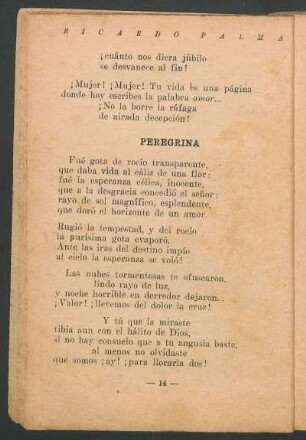 RICARDO PALMA
¡cuánto nos diera júbilo
se desvanece al fin!
¡Mujer! ¡Mujer! Tu vida es una página
donde hoy escribes la palabra amor...
¡No la borre la ráfaga
de airada decepción!
PEREGRINA
Fué gota de rocío transparente,
que daba vida al cáliz de una flor:
fué la esperanza célica, inocente,
que a la desgracia concedió el señor:
rayo de sol magnífico, esplendente,
que doró el horizonte de un amor.
Rugió la tempestad, y del rocío
la purísima gota evaporó,
Ante las iras del destino impío
al cielo la esperanza se voló!
Las nubes tormentosas te ofuscaron,
lindo rayo de luz,
y noche horrible en derredor dejaron...
¡Valor! ¡llevemos del dolor la cruz!
Y tú que la miraste
tibia aun con el hálito de Dios,
si no hay consuelo que a tu angustia baste,
al menos no olvidaste
que somos ¡ay! ¡para llorarla dos!
— 14 —